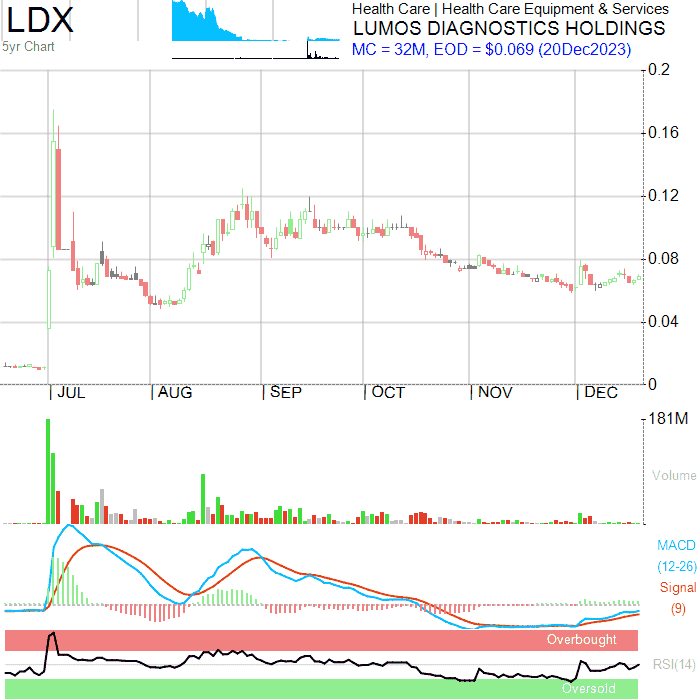 LDX
5yr Chart
Health Care | Health Care Equipment & Services
LUMOS DIAGNOSTICS HOLDINGS
MC = 32M, EOD = $0.069 (20Dec2023)
0.2
0.16
0.12
0.08
0.04
0
| JUL | AUG | SEP | OCT | NOV | DEC
181M
Volume
MACD
(12-26)
Signal
(9)
Overbought
RSI(14)
Oversold